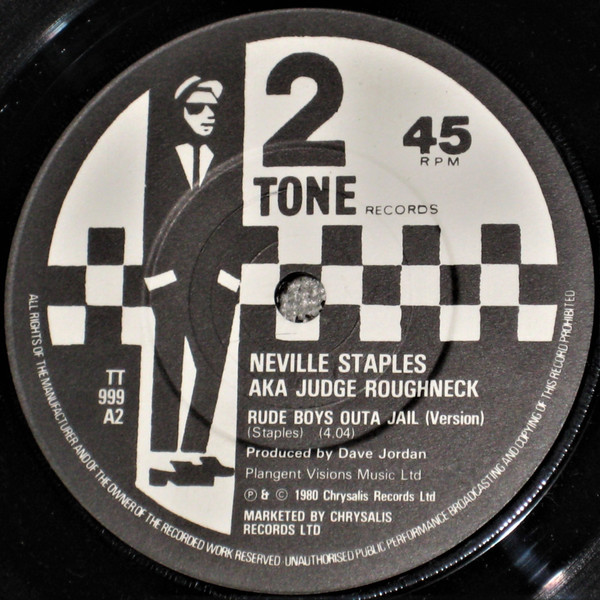 2
TONE RECORDS
45
RPM
TT
999
A2
NEVILLE STAPLES
AKA JUDGE ROUGHNECK
RUDE BOYS OUTA JAIL (Version)
(Staples) (4.04)
Produced by Dave Jordan
Plangent Visions Music Ltd
Ⓟ & © 1980 Chrysalis Records Ltd
MARKETED BY CHRYSALIS
RECORDS LTD
ALL RIGHTS OF THE MANUFACTURER AND OF THE OWNER OF THE RECORDED WORK RESERVED UNAUTHORISED PUBLIC PERFORMANCE BROADCASTING AND COPYING OF THIS RECORD PROHIBITED